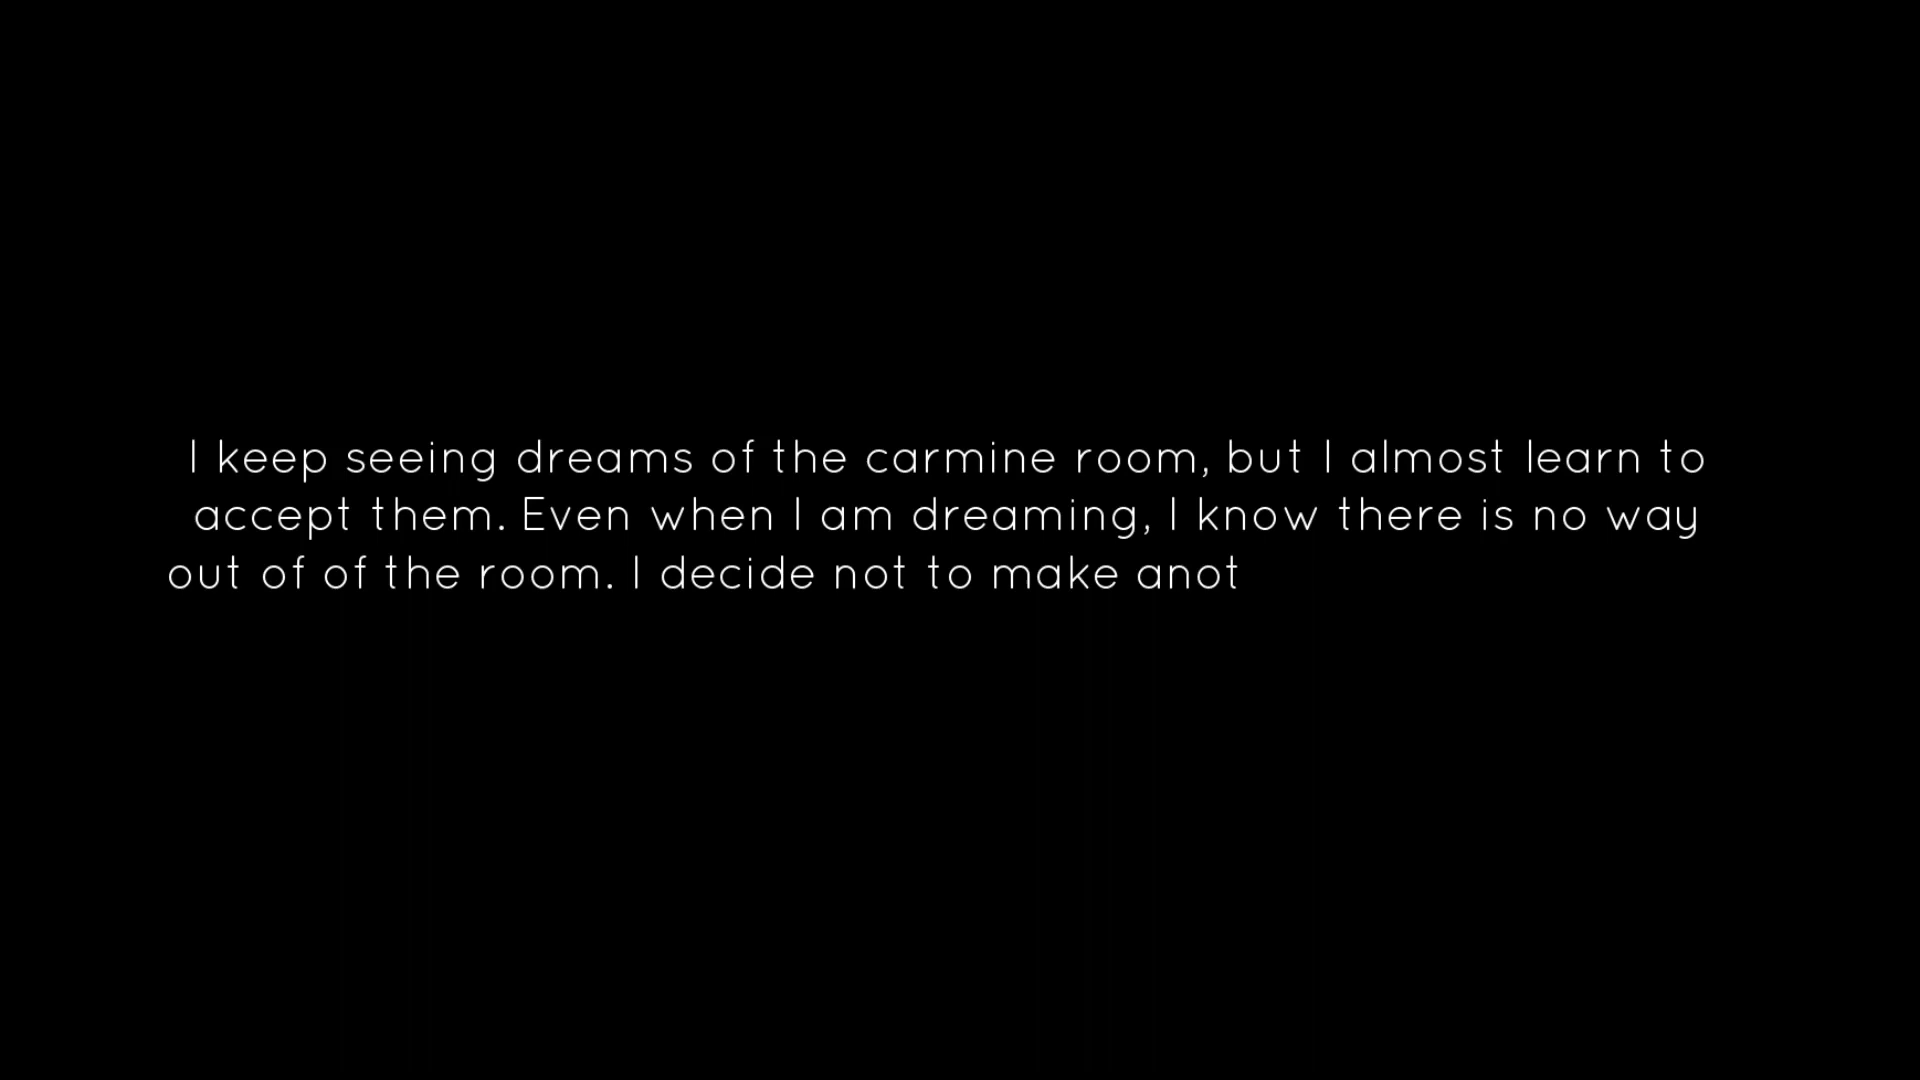 I keep seeing dreams of the carmine room, but I almost learn to
accept them. Even when I am dreaming, I know there is no way
out of of the room. I decide not to make anot